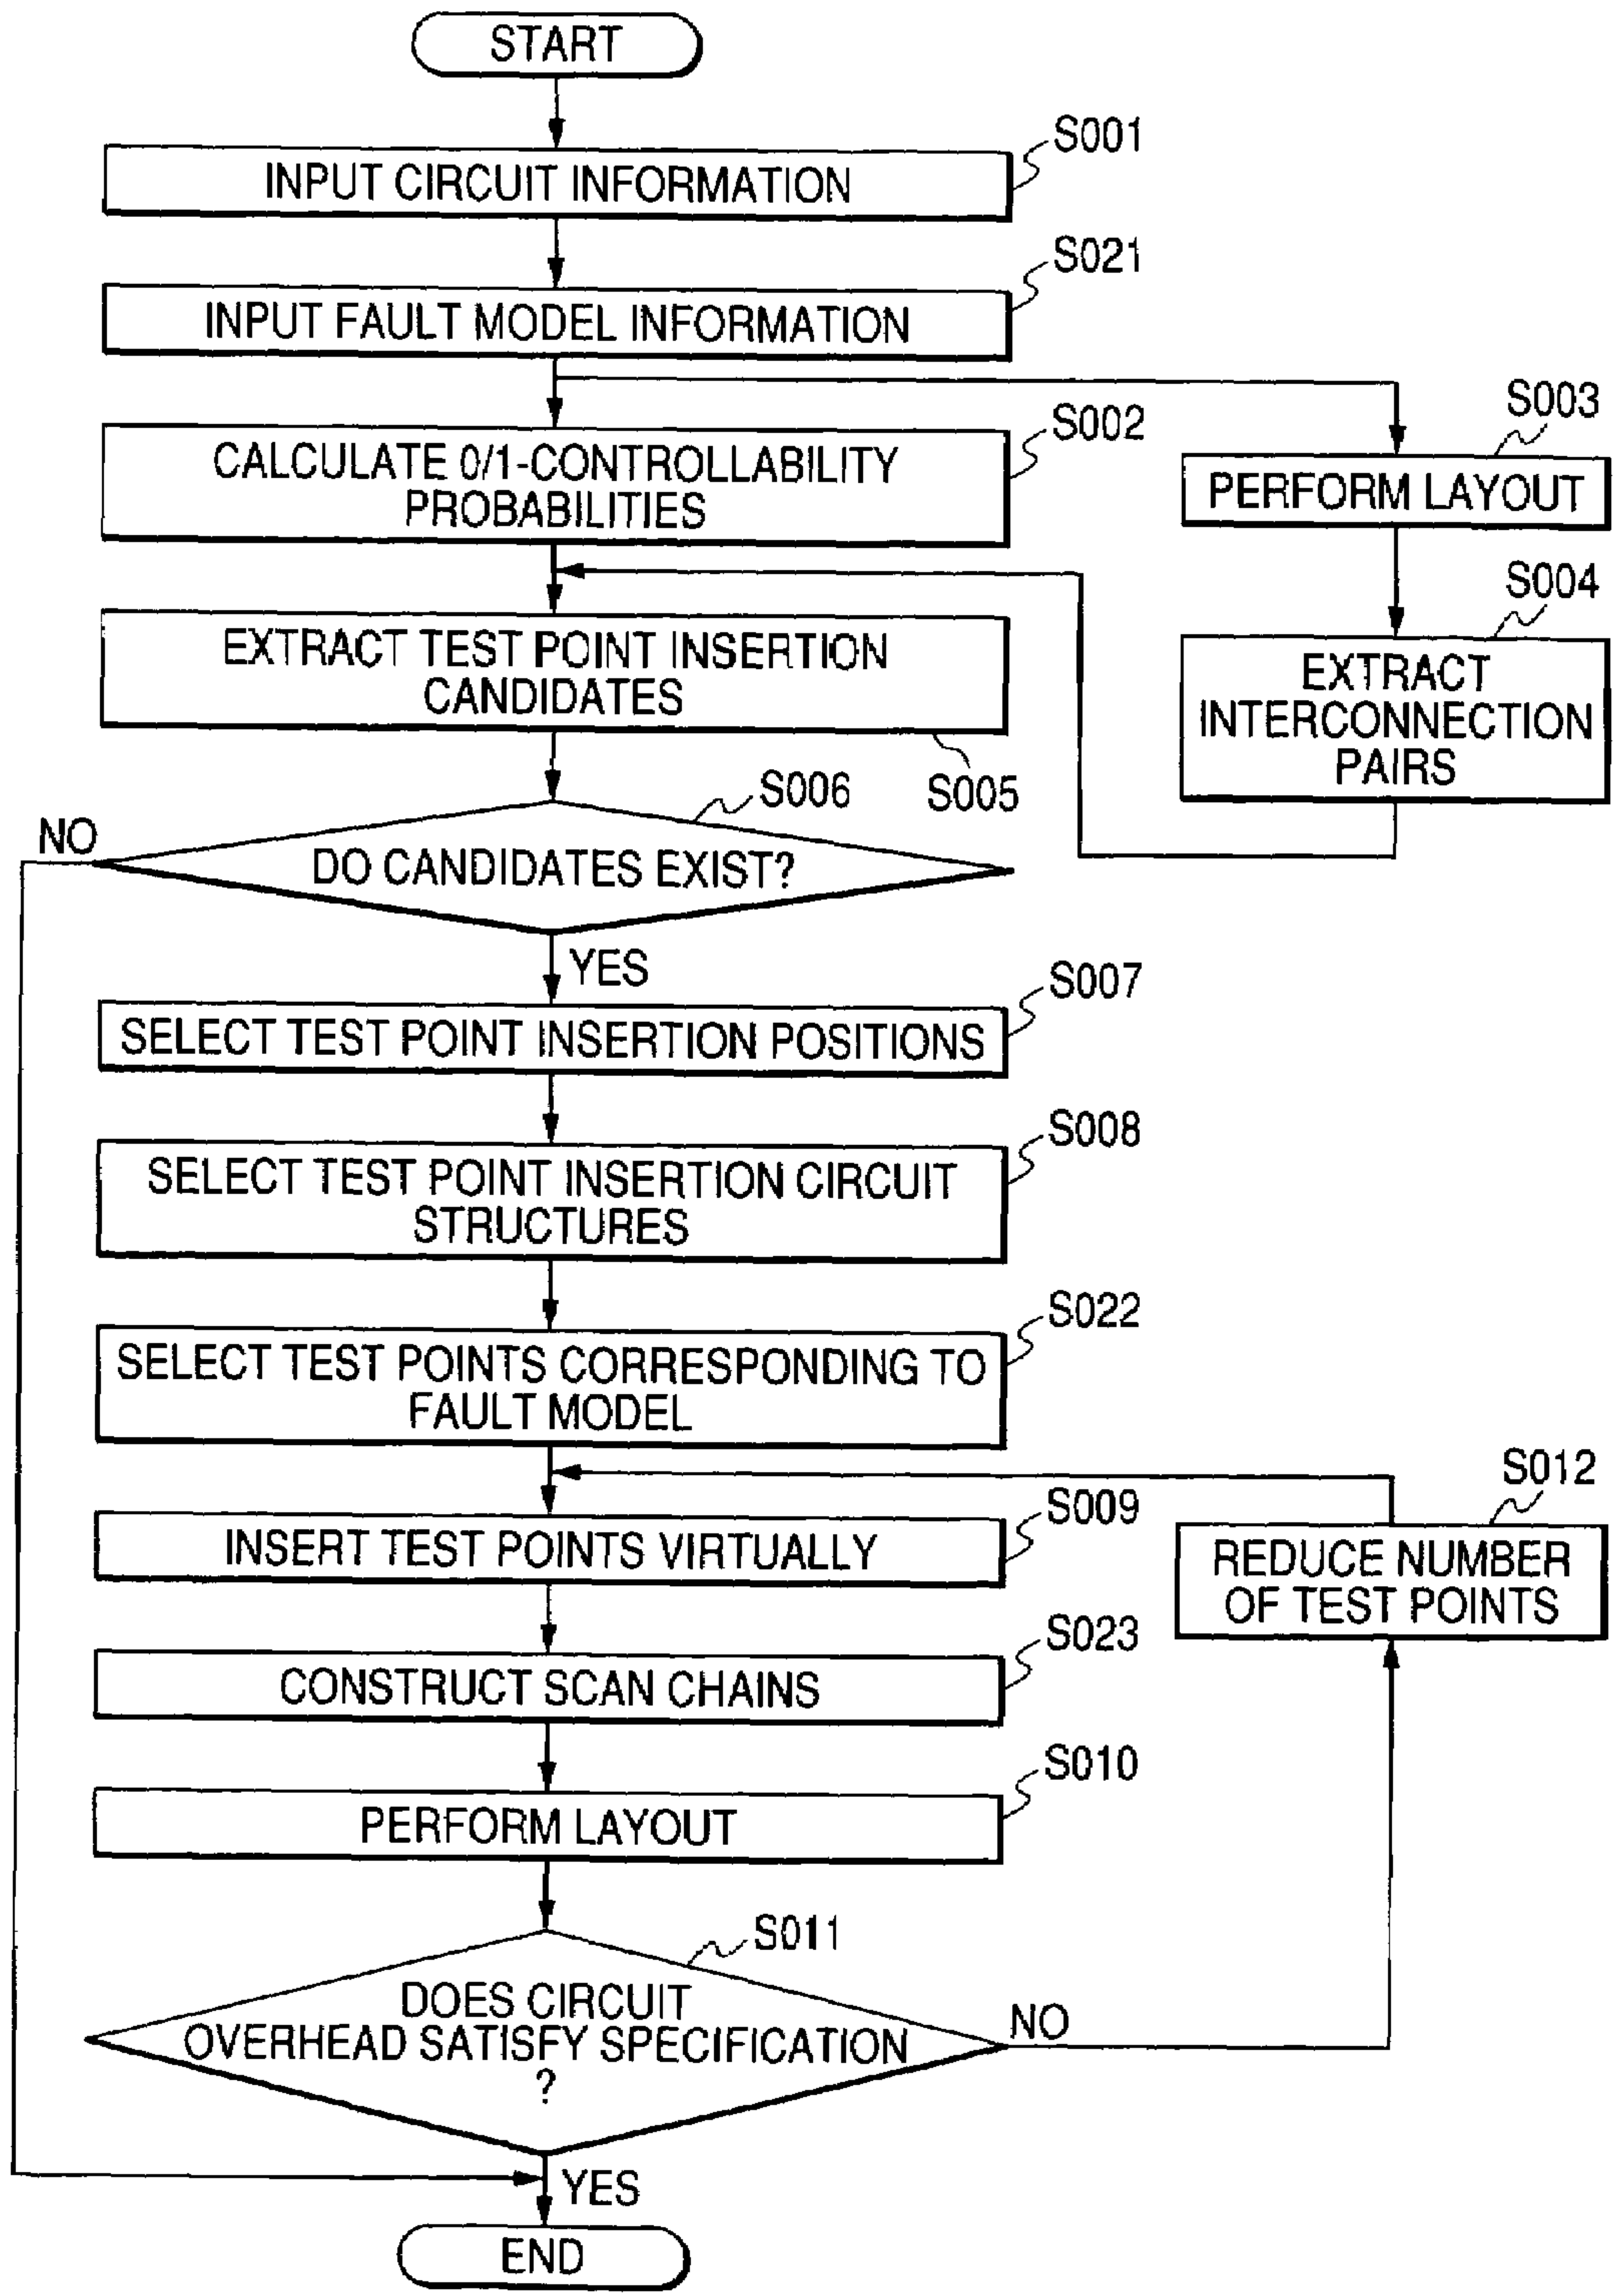 START
S001
INPUT CIRCUIT INFORMATION
S021
INPUT FAULT MODEL INFORMATION
S002
CALCULATE 0/1-CONTROLLABILITY
PROBABILITIES
S003
PERFORM LAYOUT
S004
EXTRACT
INTERCONNECTION
PAIRS
EXTRACT TEST POINT INSERTION
CANDIDATES
S005
S006
NO
DO CANDIDATES EXIST?
YES
S007
SELECT TEST POINT INSERTION POSITIONS
S008
SELECT TEST POINT INSERTION CIRCUIT
STRUCTURES
S022
SELECT TEST POINTS CORRESPONDING TO
FAULT MODEL
S009
INSERT TEST POINTS VIRTUALLY
S012
REDUCE NUMBER
OF TEST POINTS
S023
CONSTRUCT SCAN CHAINS
S010
PERFORM LAYOUT
S011
DOES CIRCUIT
OVERHEAD SATISFY SPECIFICATION
?
NO
YES
END